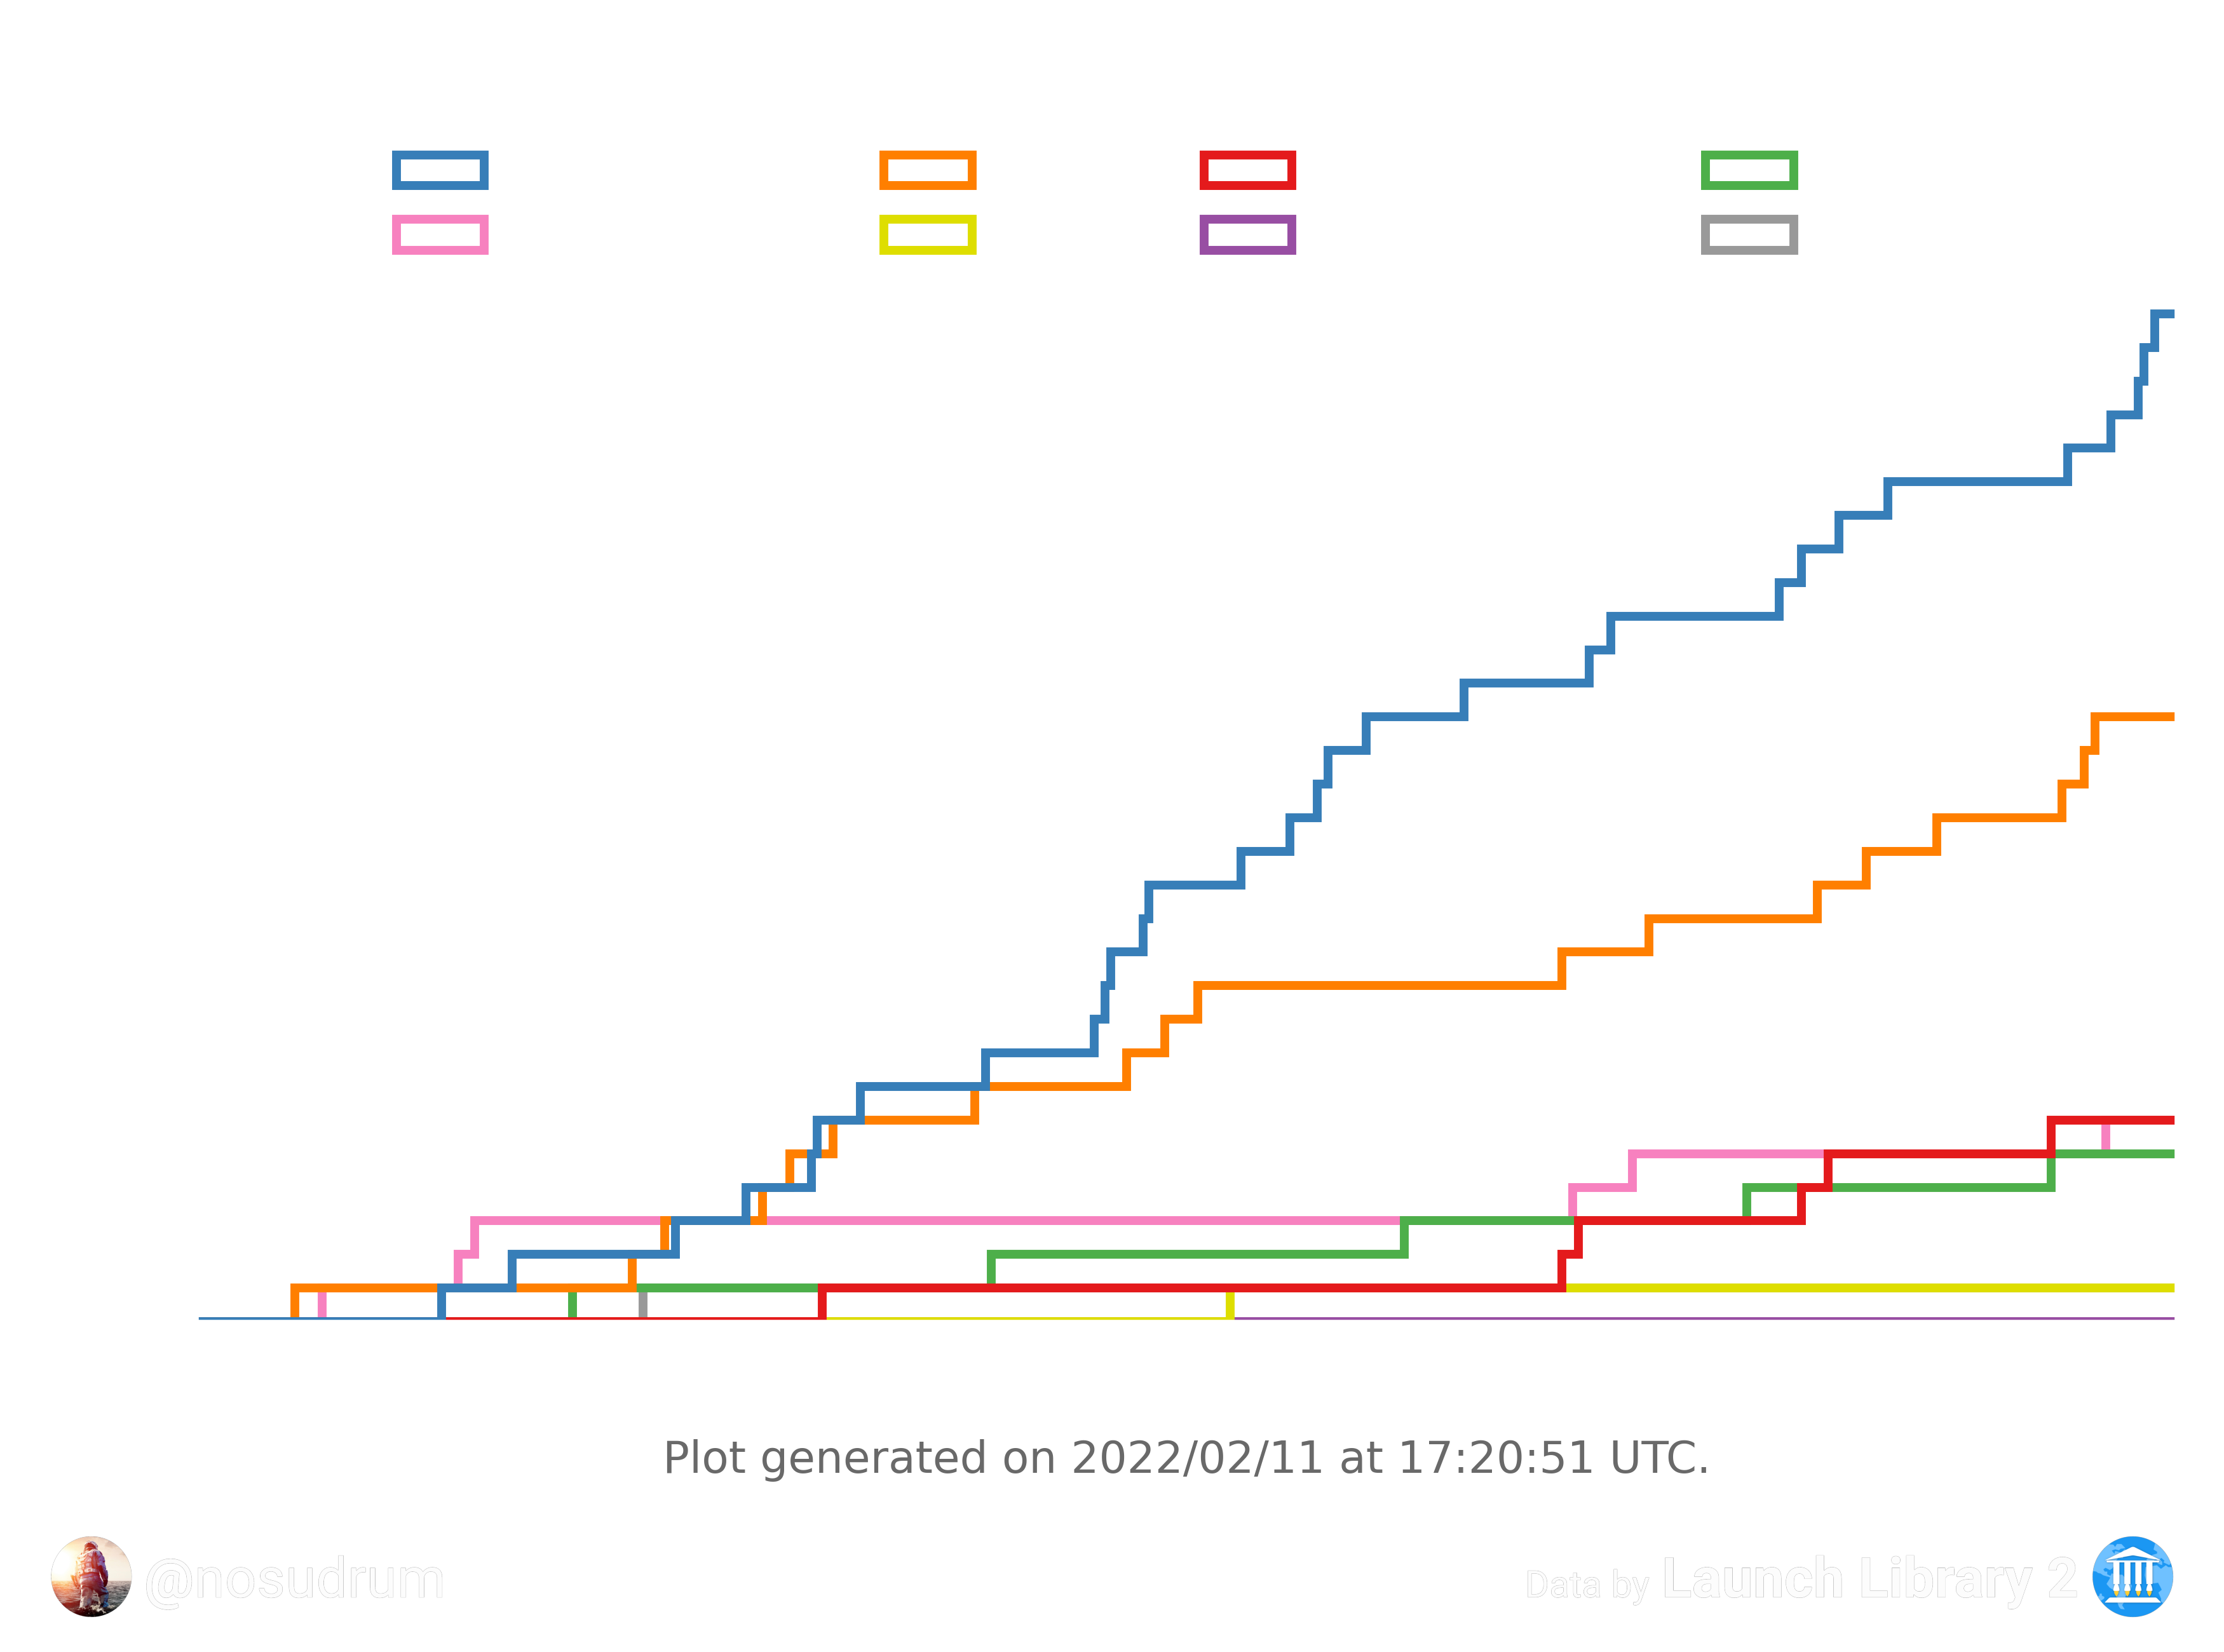 Plot generated on 2022/02/11 at 17:20:51 UTC.
@nosudrum
Data by Launch Library 2